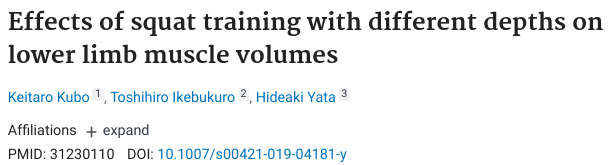 Effects of squat training with different depths on
lower limb muscle volumes
Keitaro Kubo 1, Toshihiro Ikebukuro 2, Hideaki Yata 3
Affiliations + expand
PMID: 31230110 DOI: 10.1007/s00421-019-04181-y